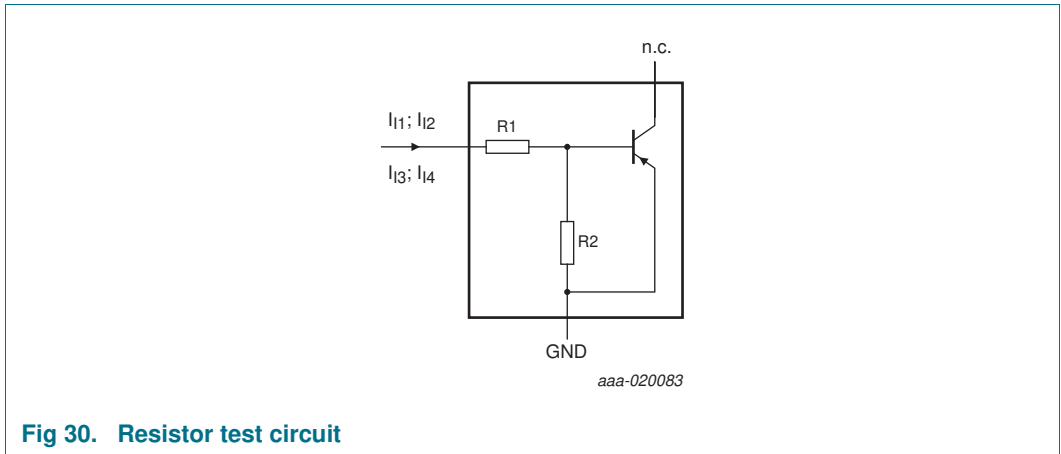 n.c.
I_I1; I_I2
R1
I_I3; I_I4
R2
GND
aaa-020083
Fig 30. Resistor test circuit